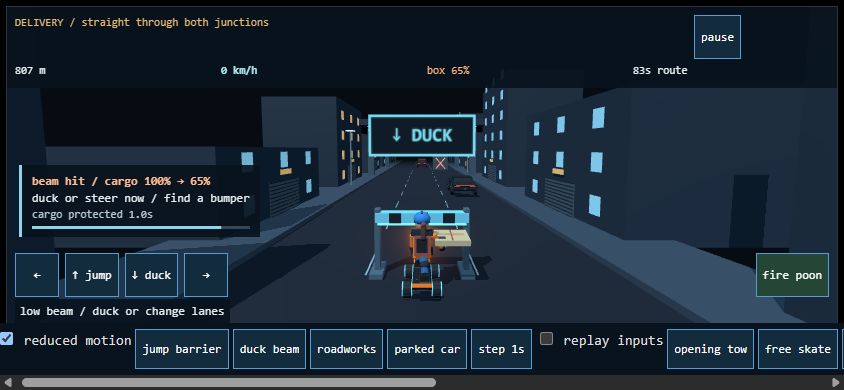 DELIVERY / straight through both junctions
pause
807 m
0 km/h
box 65%
83s route
↓ DUCK
beam hit / cargo 100% → 65%
duck or steer now / find a bumper
cargo protected 1.0s
←
↑ jump
↓ duck
→
fire poon
low beam / duck or change lanes
reduced motion
jump barrier
duck beam
roadworks
parked car
step 1s
replay inputs
opening tow
free skate